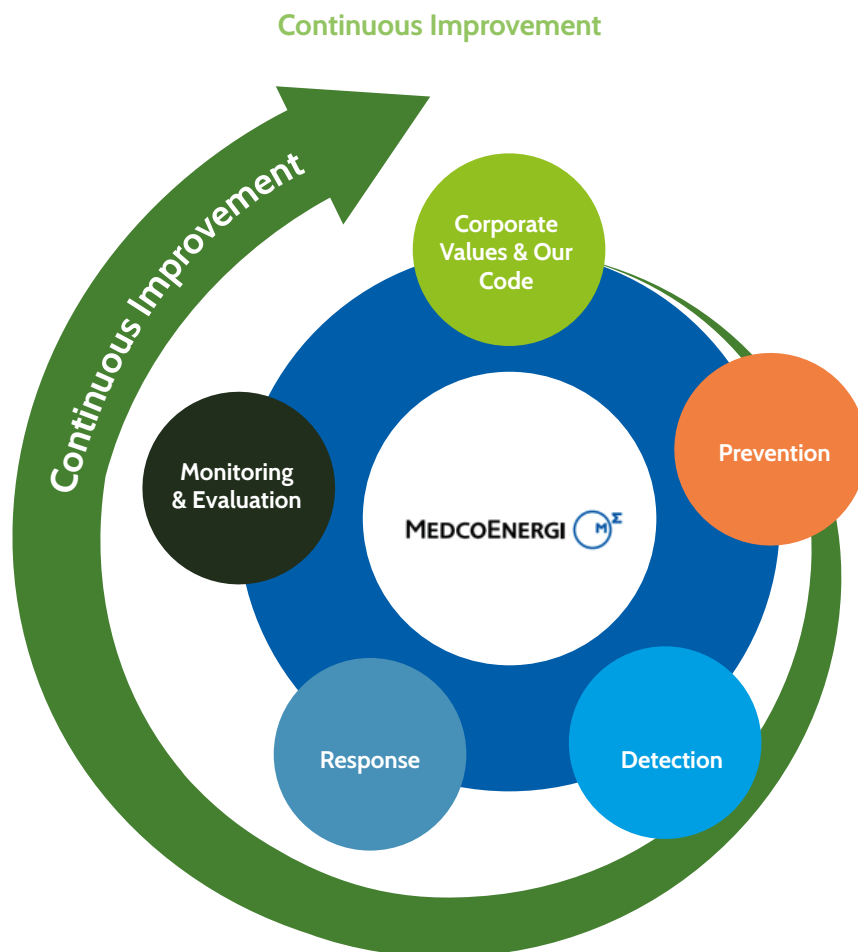 Continuous Improvement
Continuous Improvement
Corporate
Values & Our
Code
Prevention
Monitoring
& Evaluation
MEDCOENERGI
M Σ
Response
Detection